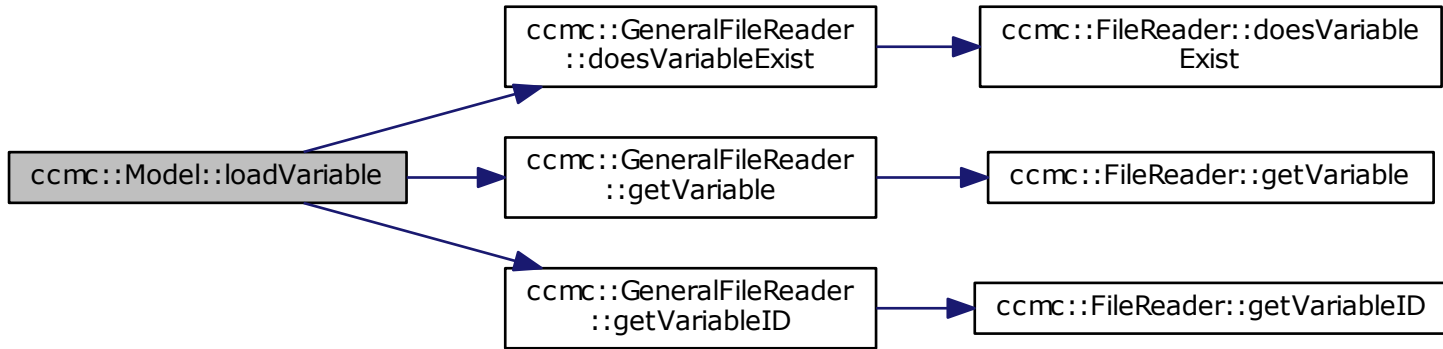 ccmc::GeneralFileReader
::doesVariableExist
ccmc::FileReader::doesVariable
Exist
ccmc::Model::loadVariable
ccmc::GeneralFileReader
::getVariable
ccmc::FileReader::getVariable
ccmc::GeneralFileReader
::getVariableID
ccmc::FileReader::getVariableID